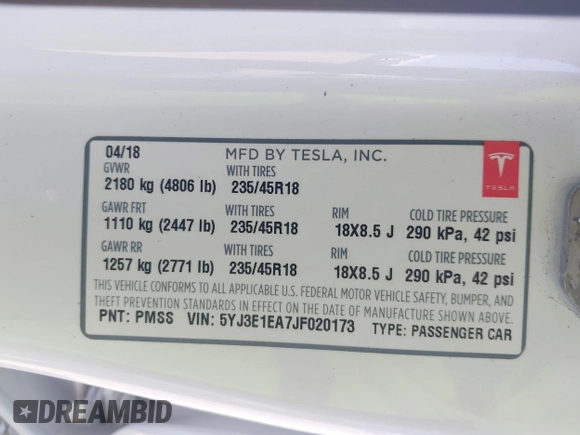 04/18 MFD BY TESLA, INC.
GVWR WITH TIRES
2180 kg (4806 lb) 235/45R18
GAWR FRT WITH TIRES RIM COLD TIRE PRESSURE
1110 kg (2447 lb) 235/45R18 18X8.5 J 290 kPa, 42 psi
GAWR RR WITH TIRES RIM COLD TIRE PRESSURE
1257 kg (2771 lb) 235/45R18 18X8.5 J 290 kPa, 42 psi
THIS VEHICLE CONFORMS TO ALL APPLICABLE U.S. FEDERAL MOTOR VEHICLE SAFETY, BUMPER, AND
THEFT PREVENTION STANDARDS IN EFFECT ON THE DATE OF MANUFACTURE SHOWN ABOVE.
PNT: PMSS VIN: 5YJ3E1EA7JF020173 TYPE: PASSENGER CAR
TESLA
DREAMBID